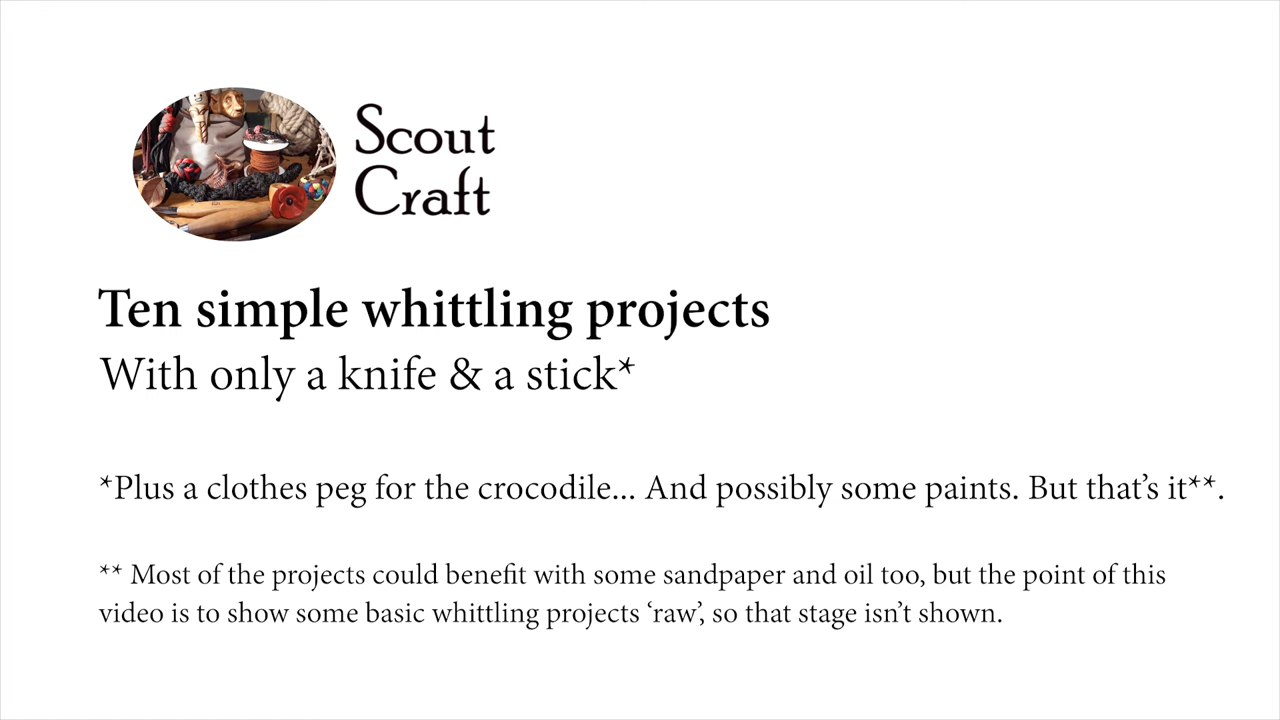 Scout
Craft
Ten simple whittling projects
With only a knife & a stick*
*Plus a clothes peg for the crocodile... And possibly some paints. But that’s it**.
** Most of the projects could benefit with some sandpaper and oil too, but the point of this
video is to show some basic whittling projects ‘raw’, so that stage isn’t shown.